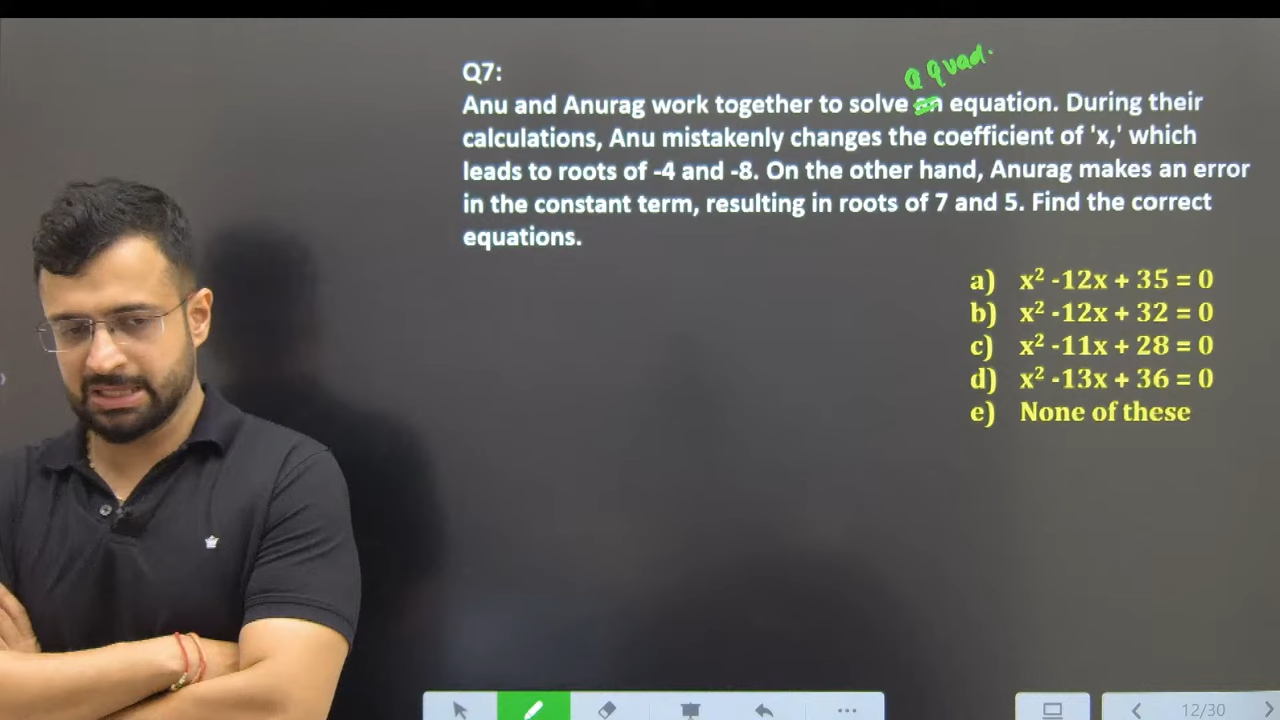 Q7:
a Quad.
Anu and Anurag work together to solve an equation. During their
calculations, Anu mistakenly changes the coefficient of 'x,' which
leads to roots of -4 and -8. On the other hand, Anurag makes an error
in the constant term, resulting in roots of 7 and 5. Find the correct
equations.
a) x² -12x + 35 = 0
b) x² -12x + 32 = 0
c) x² -11x + 28 = 0
d) x² -13x + 36 = 0
e) None of these
12/30